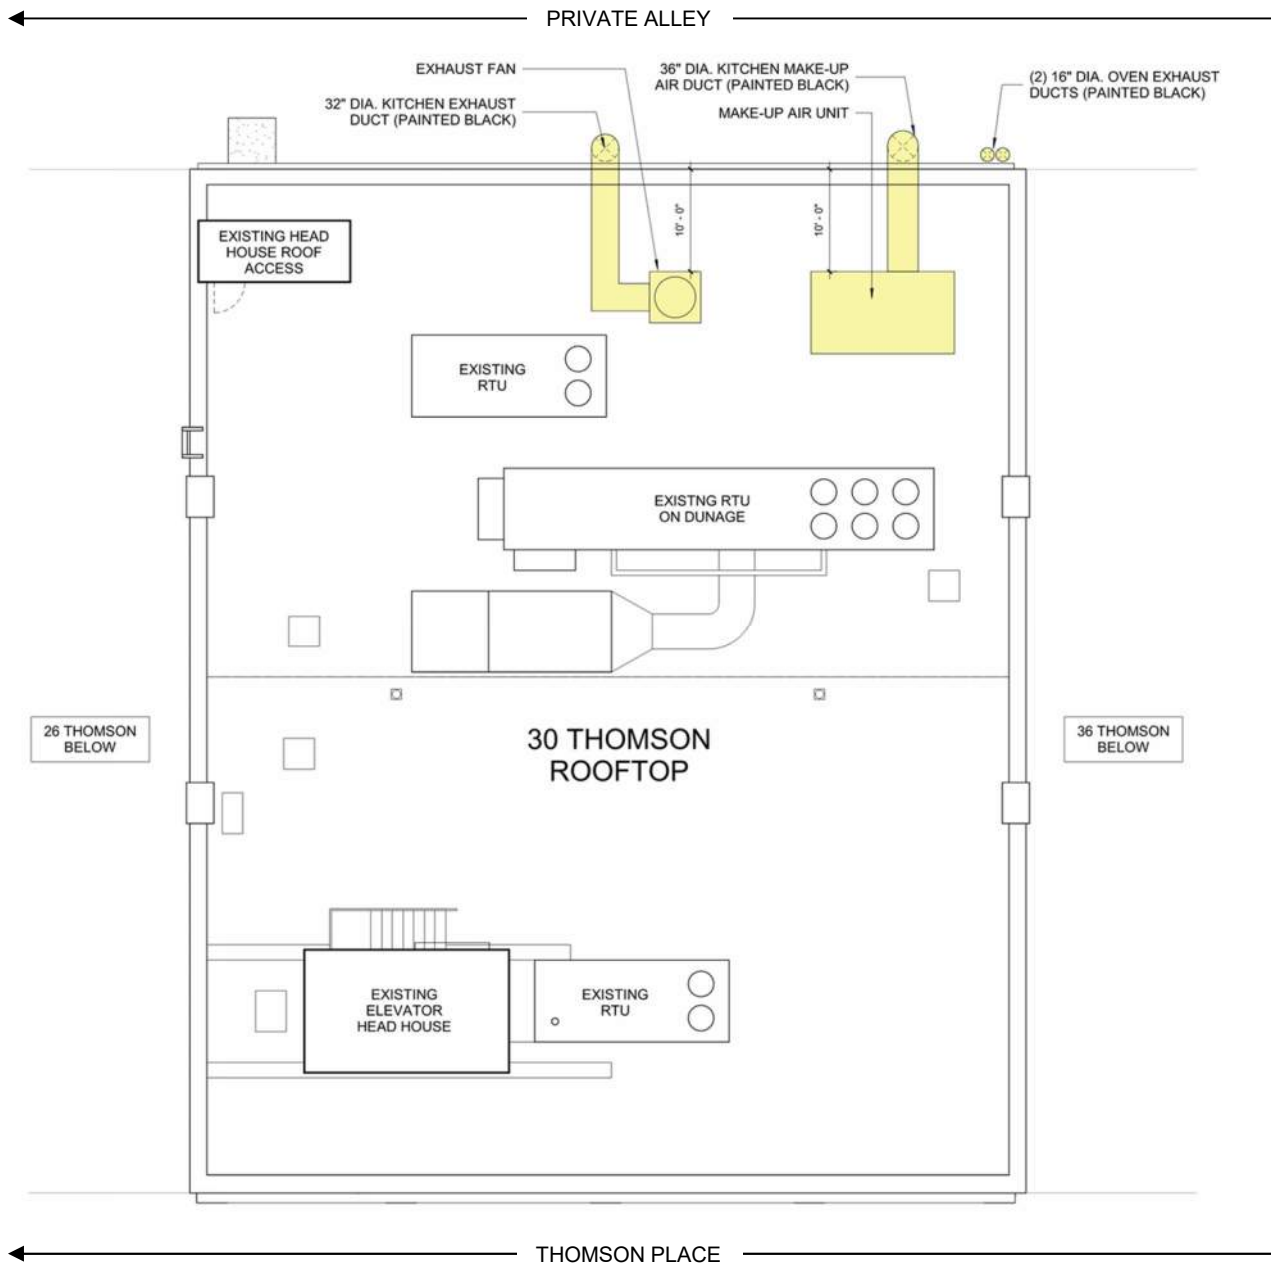 PRIVATE ALLEY
EXHAUST FAN
32" DIA. KITCHEN EXHAUST
DUCT (PAINTED BLACK)
36" DIA. KITCHEN MAKE-UP
AIR DUCT (PAINTED BLACK)
MAKE-UP AIR UNIT
(2) 16" DIA. OVEN EXHAUST
DUCTS (PAINTED BLACK)
10' - 0"
10' - 0"
EXISTING HEAD
HOUSE ROOF
ACCESS
EXISTING
RTU
EXISTNG RTU
ON DUNAGE
26 THOMSON
BELOW
30 THOMSON
ROOFTOP
36 THOMSON
BELOW
EXISTING
ELEVATOR
HEAD HOUSE
EXISTING
RTU
THOMSON PLACE